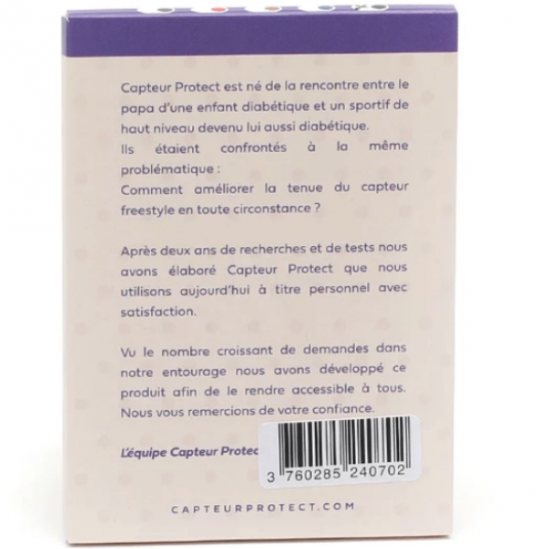 Capteur Protect est né de la rencontre entre le
papa d'une enfant diabétique et un sportif de
haut niveau devenu lui aussi diabétique.
Ils étaient confrontés à la même
problématique :
Comment améliorer la tenue du capteur
freestyle en toute circonstance ?
Après deux ans de recherches et de tests nous
avons élaboré Capteur Protect que nous
utilisons aujourd'hui à titre personnel avec
satisfaction.
Vu le nombre croissant de demandes dans
notre entourage nous avons développé ce
produit afin de le rendre accessible à tous.
Nous vous remercions de votre confiance.
L'équipe Capteur Protec
3 760285 240702
CAPTEURPROTECT.COM